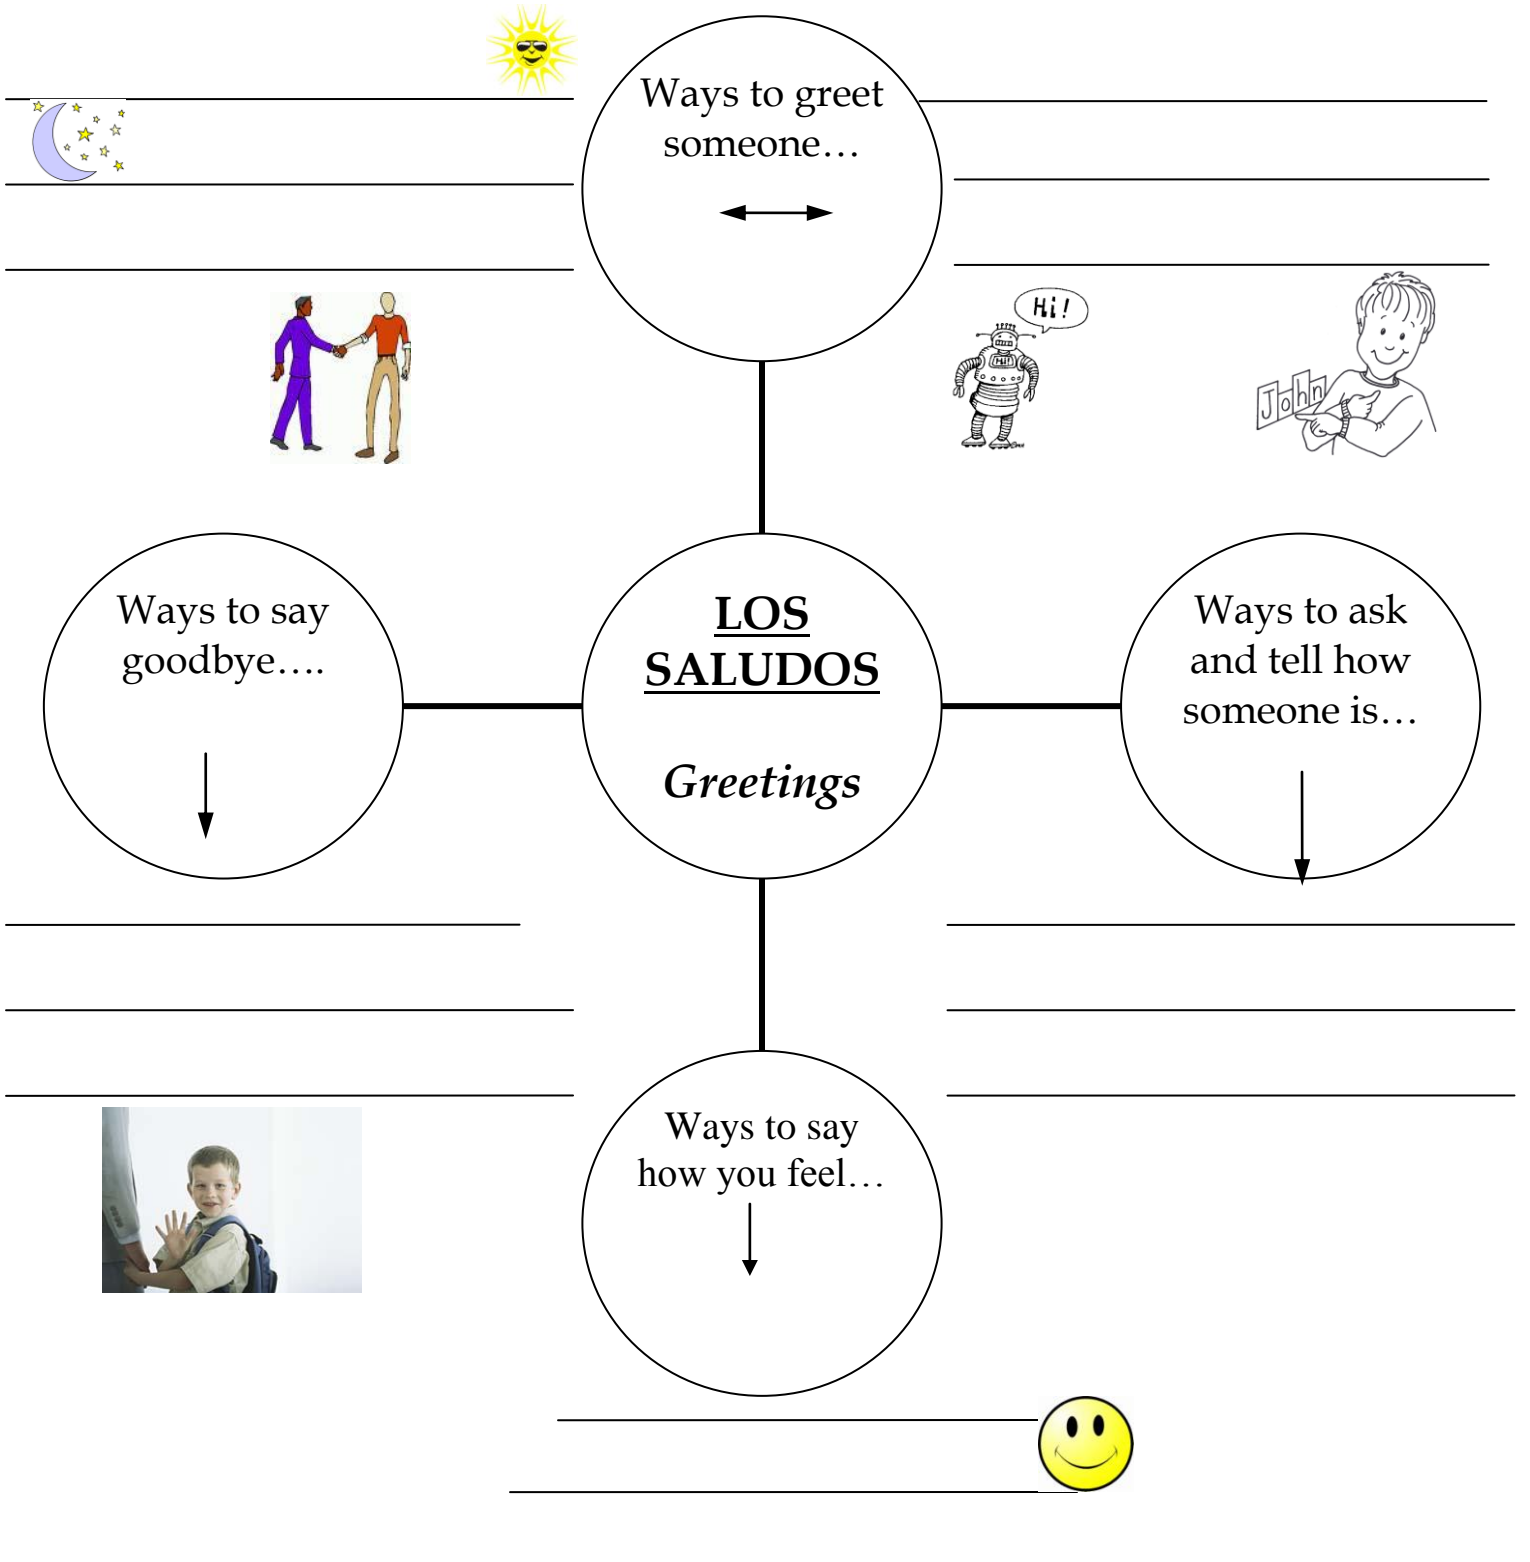 Ways to greet
someone…
Hi!
Hi!
John
Ways to say
goodbye….
LOS
SALUDOS
Greetings
Ways to ask
and tell how
someone is…
Ways to say
how you feel…